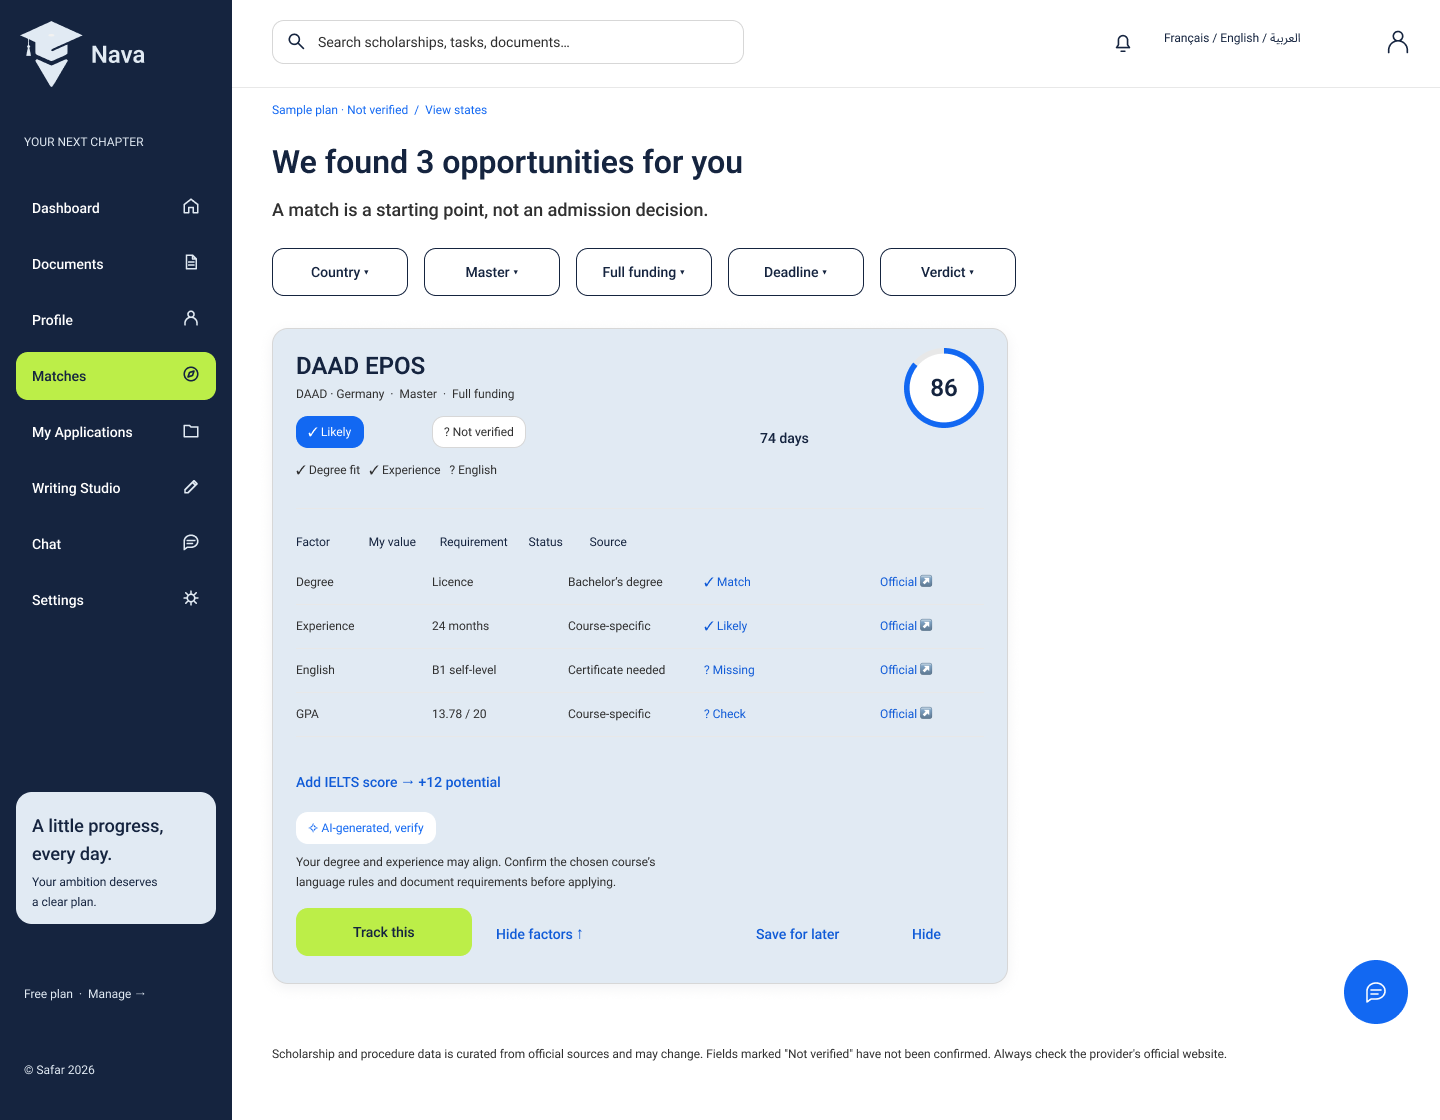 Nava
YOUR NEXT CHAPTER
Dashboard
Documents
Profile
Matches
My Applications
Writing Studio
Chat
Settings
A little progress,
every day.
Your ambition deserves
a clear plan.
Free plan · Manage →
© Safar 2026
Search scholarships, tasks, documents…
Français / English / العربية
Sample plan · Not verified / View states
We found 3 opportunities for you
A match is a starting point, not an admission decision.
Country ▾ Master ▾ Full funding ▾ Deadline ▾ Verdict ▾
DAAD EPOS
86
DAAD · Germany · Master · Full funding
✓ Likely ? Not verified
74 days
✓ Degree fit ✓ Experience ? English
Factor My value Requirement Status Source
Degree Licence Bachelor’s degree ✓ Match Official ↗
Experience 24 months Course-specific ✓ Likely Official ↗
English B1 self-level Certificate needed ? Missing Official ↗
GPA 13.78 / 20 Course-specific ? Check Official ↗
Add IELTS score → +12 potential
✧ AI-generated, verify
Your degree and experience may align. Confirm the chosen course’s
language rules and document requirements before applying.
Track this Hide factors ↑ Save for later Hide
Scholarship and procedure data is curated from official sources and may change. Fields marked "Not verified" have not been confirmed. Always check the provider's official website.